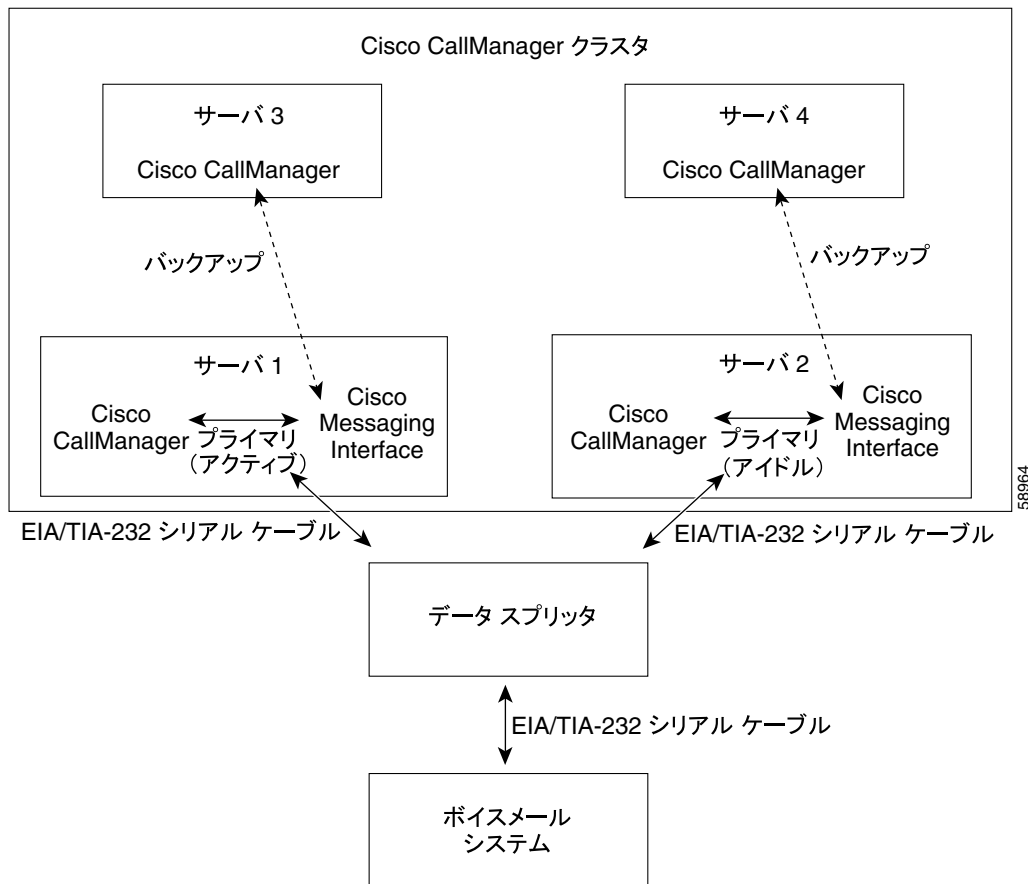 Cisco CallManager クラスタ
サーバ 3
Cisco CallManager
サーバ 4
Cisco CallManager
バックアップ
バックアップ
サーバ 1
Cisco
CallManager
プライマリ
（アクティブ）
Cisco
Messaging
Interface
サーバ 2
Cisco
CallManager
プライマリ
（アイドル）
Cisco
Messaging
Interface
58964
EIA/TIA-232 シリアル ケーブル
EIA/TIA-232 シリアル ケーブル
データ スプリッタ
EIA/TIA-232 シリアル ケーブル
ボイスメール
システム